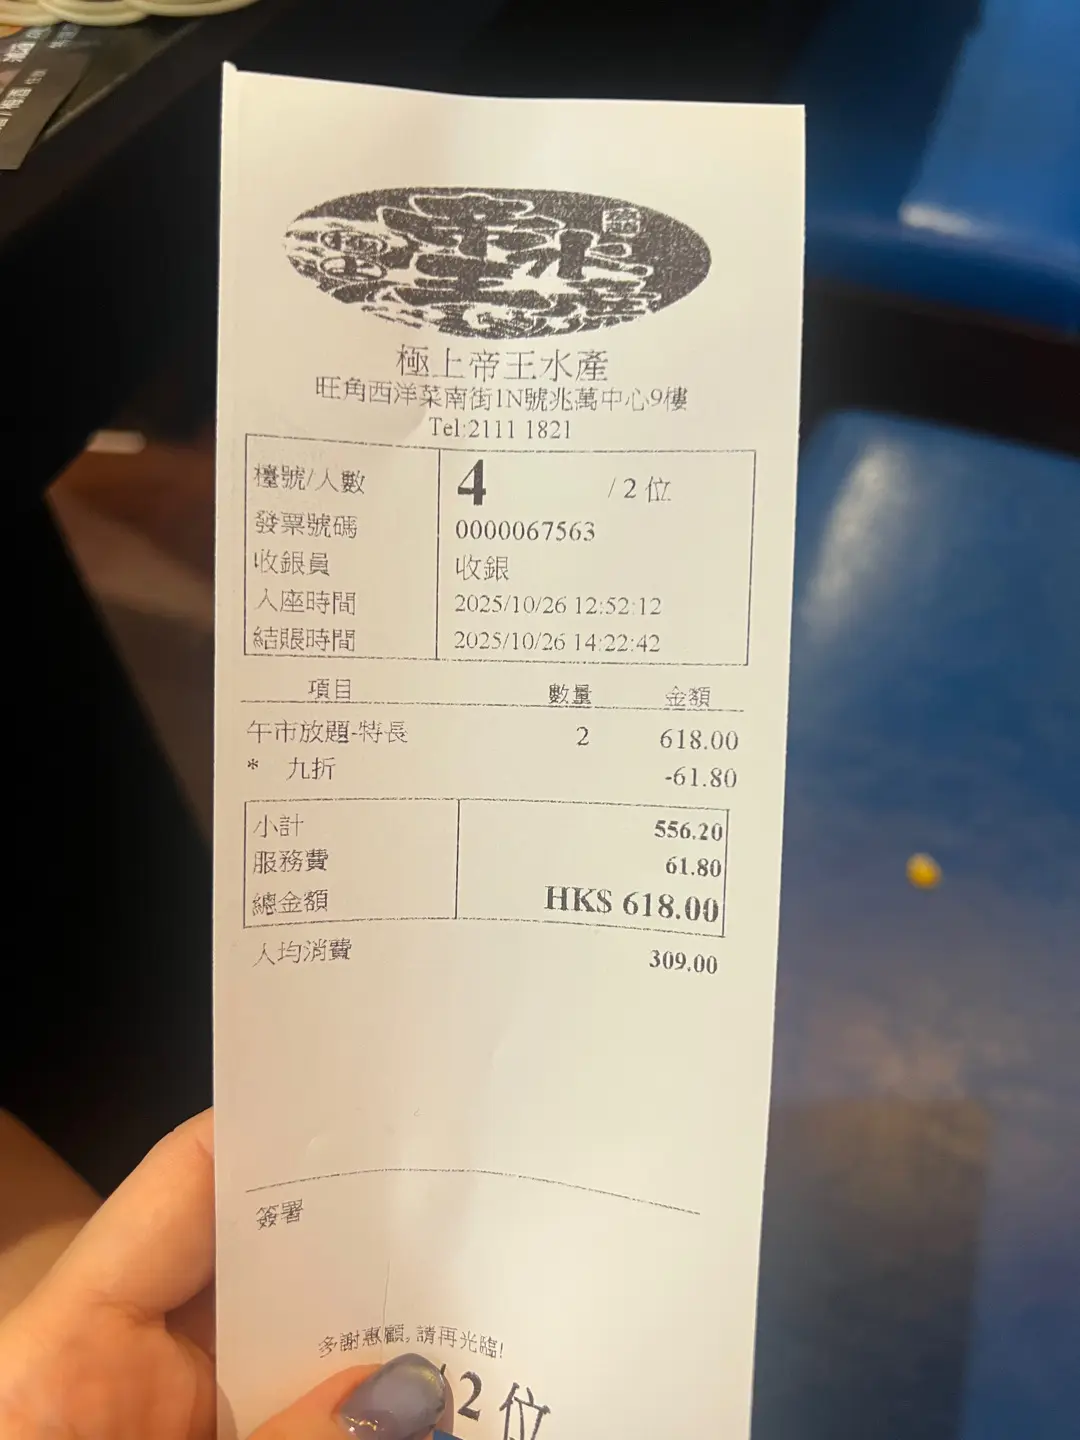 極上
帝王水產
極上帝王水產
旺角西洋菜南街1N號兆萬中心9樓
Tel:2111 1821
檯號/人數 4 / 2 位
發票號碼 0000067563
收銀員 收銀
入座時間 2025/10/26 12:52:12
結賬時間 2025/10/26 14:22:42
項目 數量 金額
午市放題-特長 2 618.00
* 九折 -61.80
小計 556.20
服務費 61.80
總金額 HK$ 618.00
人均消費 309.00
簽署
多謝惠顧, 請再光臨!
/2 位